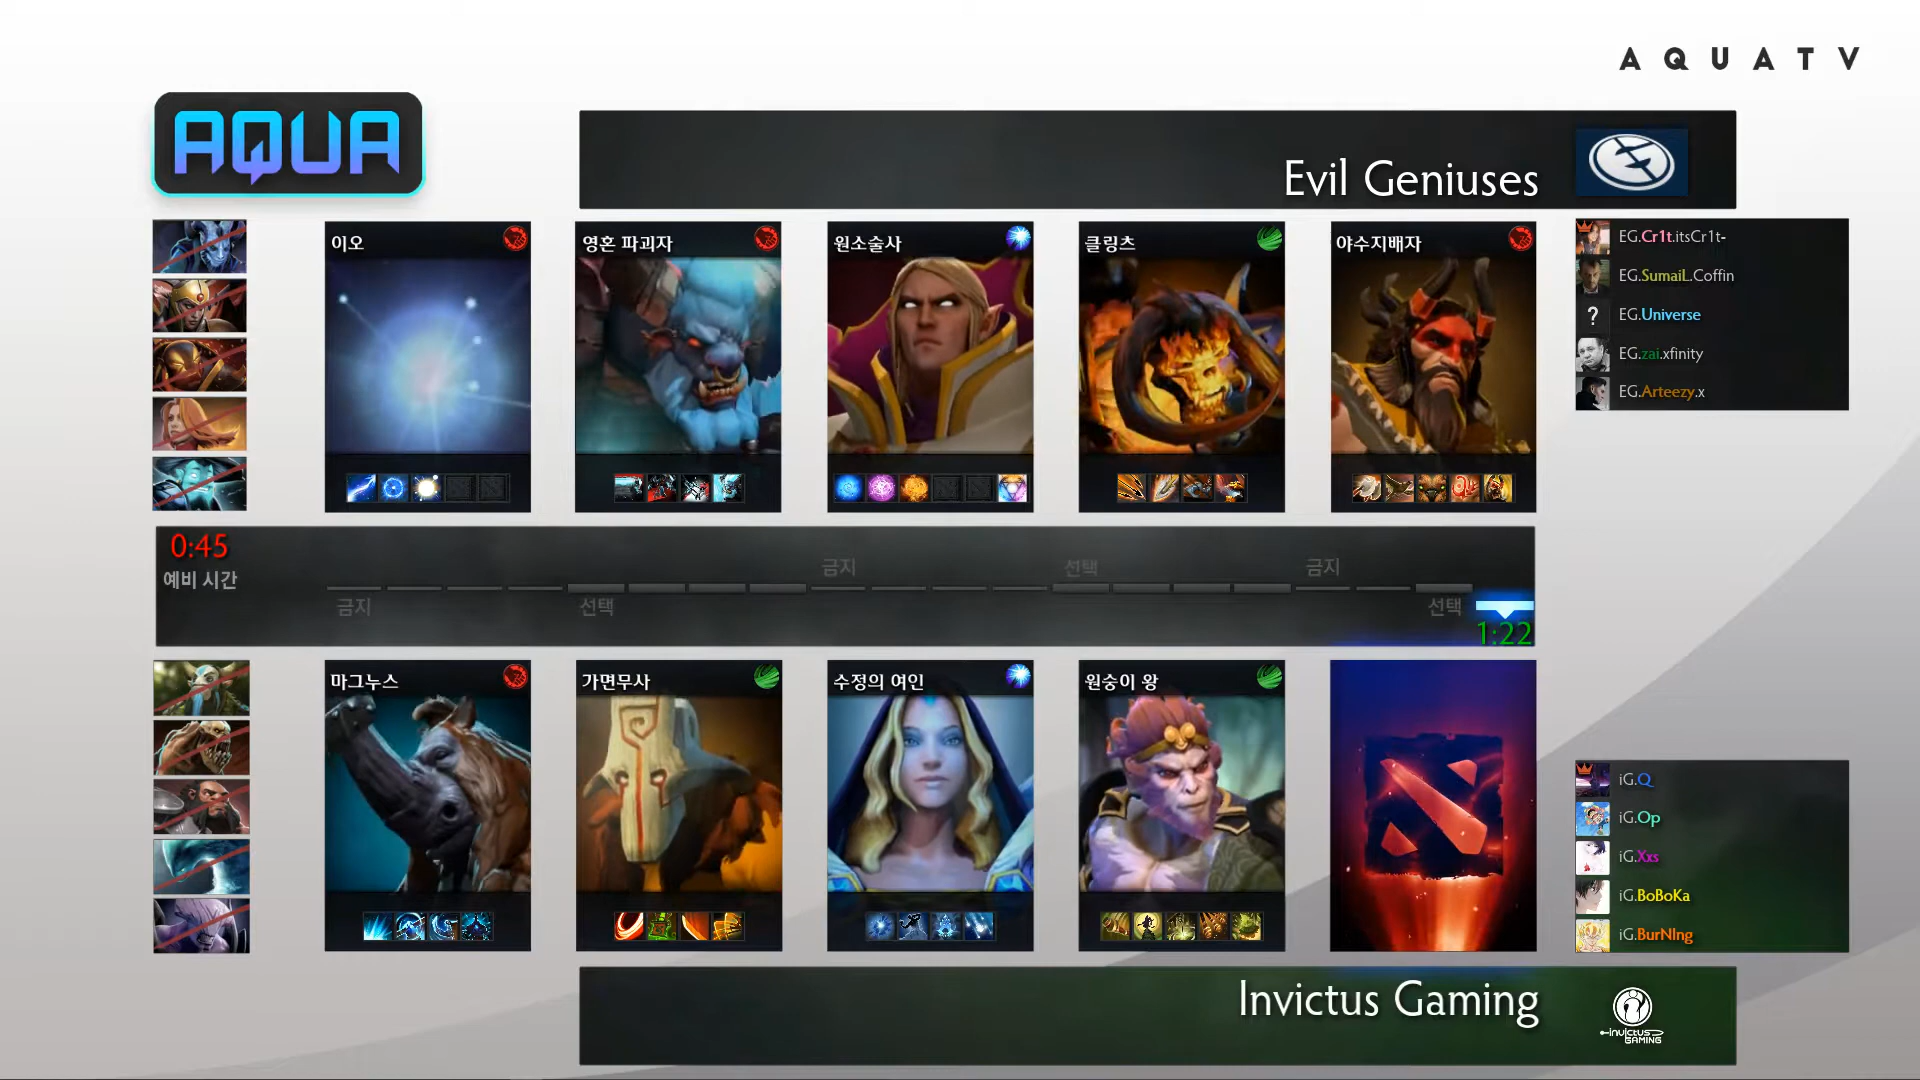 AQUATV
AQUA
Evil Geniuses
이오
영혼 파괴자
원소술사
클링츠
야수지배자
EG.Cr1t.itsCr1t-
EG.SumaiL.Coffin
?
EG.Universe
EG.zai.xfinity
EG.Arteezy.x
0:45
예비 시간
금지
선택
금지
금지
선택
선택
1:22
마그누스
가면무사
수정의 여인
원숭이 왕
iG.Q
iG.Op
iG.Xxs
iG.BoBoKa
iG.BurNIng
Invictus Gaming
INVICTUS
GAMING